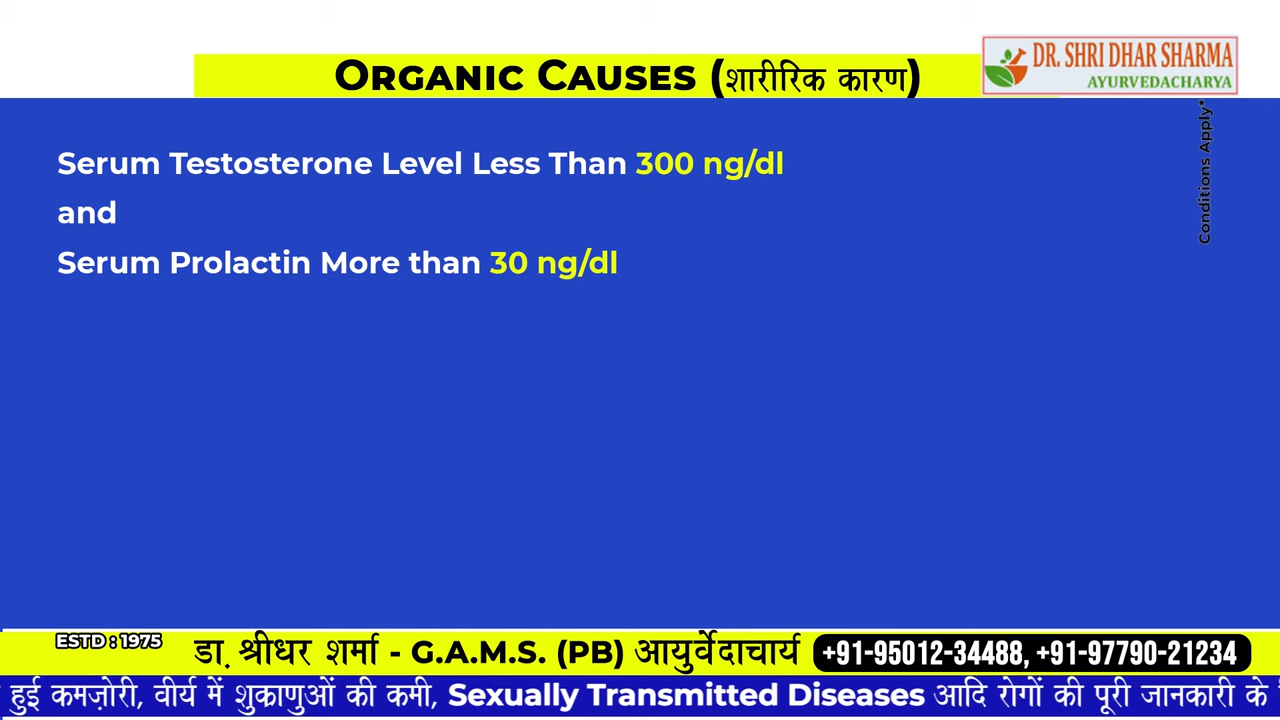 ORGANIC CAUSES (शारीरिक कारण)
DR. SHRI DHAR SHARMA
AYURVEDACHARYA
Conditions Apply*
Serum Testosterone Level Less Than 300 ng/dl
and
Serum Prolactin More than 30 ng/dl
ESTD : 1975
डा. श्रीधर शर्मा - G.A.M.S. (PB) आयुर्वेदाचार्य
+91-95012-34488, +91-97790-21234
हुई कमज़ोरी, वीर्य में शुक्राणुओं की कमी, Sexually Transmitted Diseases आदि रोगों की पूरी जानकारी के